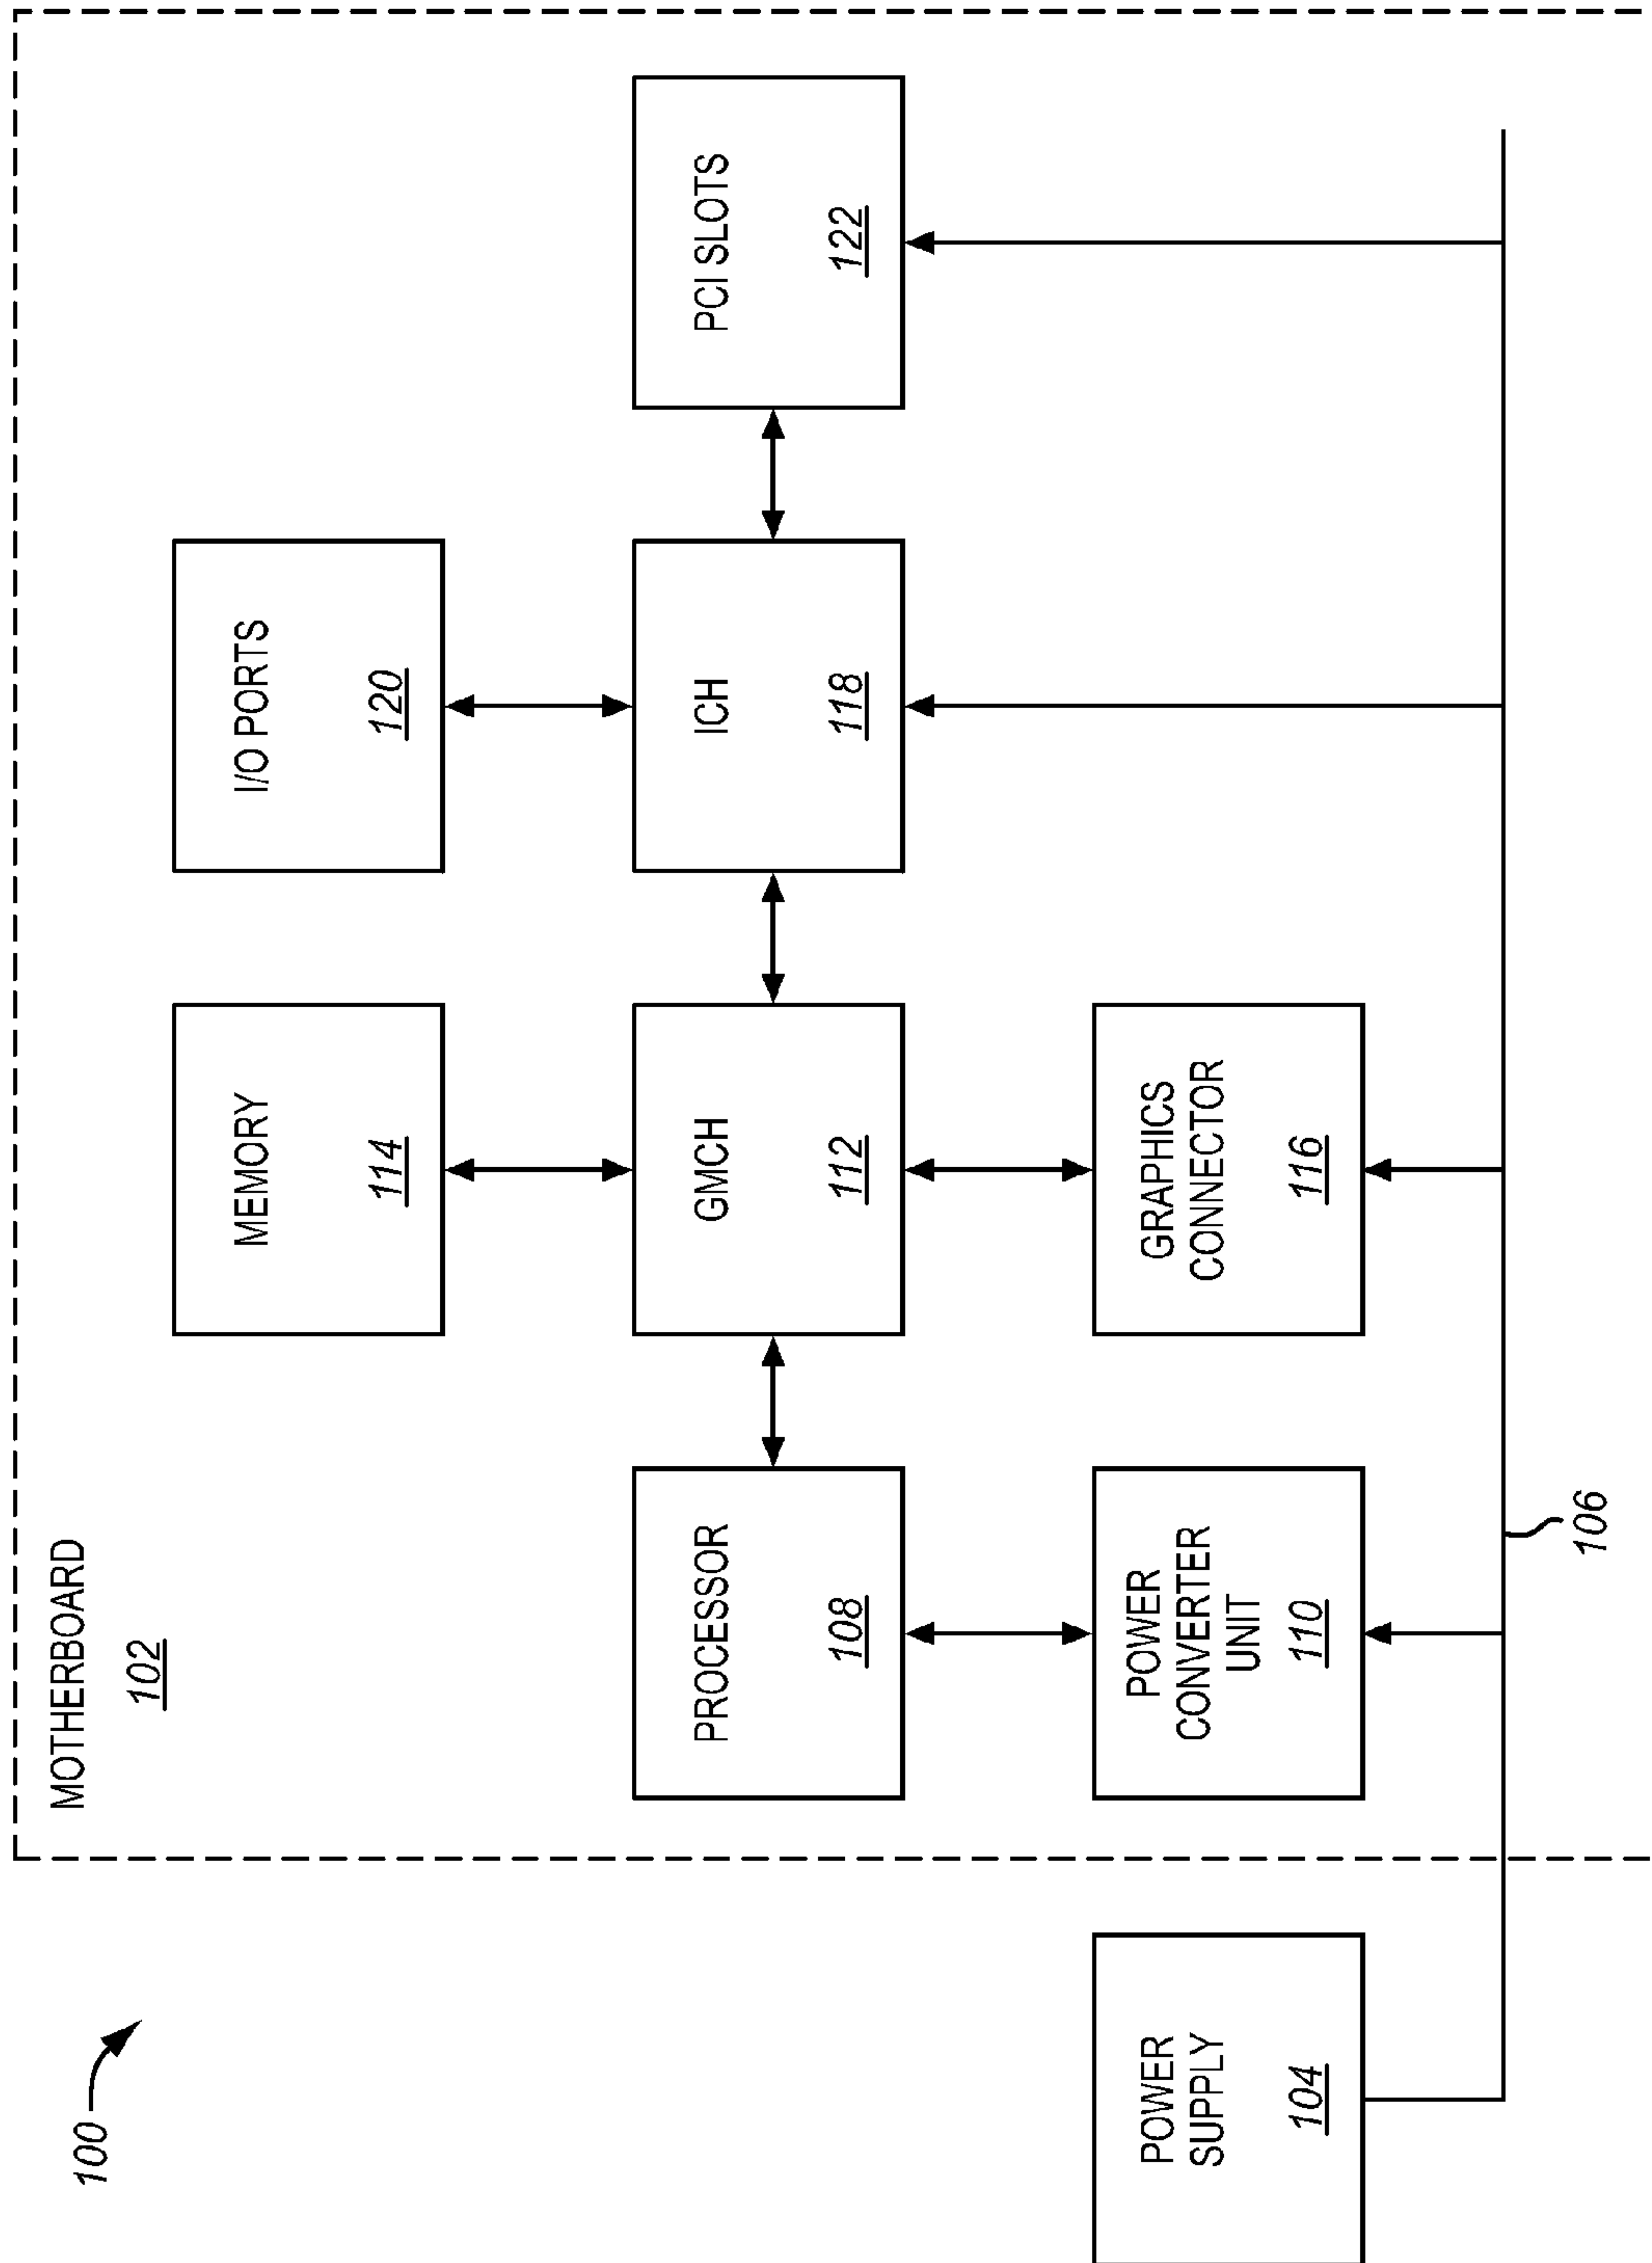 100
MOTHERBOARD
102
MEMORY
114
I/O PORTS
120
PROCESSOR
108
GMCH
112
ICH
118
PCI SLOTS
122
POWER
SUPPLY
104
POWER
CONVERTER
UNIT
110
GRAPHICS
CONNECTOR
116
106